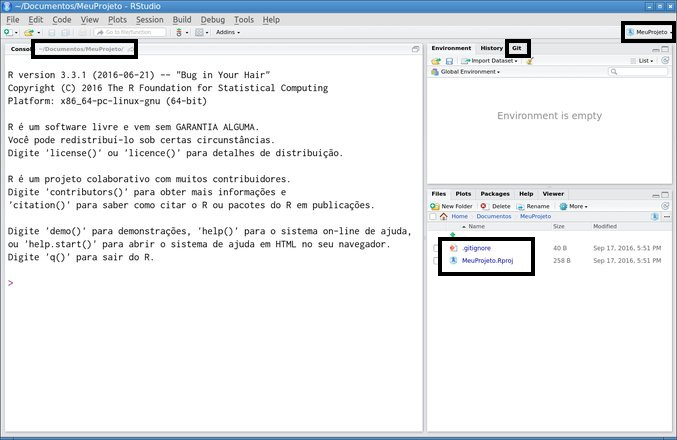 ~/Documentos/MeuProjeto - RStudio
File Edit Code View Plots Session Build Debug Tools Help
Go to file/function
Addins
MeuProjeto
Console ~/Documentos/MeuProjeto/
R version 3.3.1 (2016-06-21) -- "Bug in Your Hair"
Copyright (C) 2016 The R Foundation for Statistical Computing
Platform: x86_64-pc-linux-gnu (64-bit)
R é um software livre e vem sem GARANTIA ALGUMA.
Você pode redistribuí-lo sob certas circunstâncias.
Digite 'license()' ou 'licence()' para detalhes de distribuição.
R é um projeto colaborativo com muitos contribuidores.
Digite 'contributors()' para obter mais informações e
'citation()' para saber como citar o R ou pacotes do R em publicações.
Digite 'demo()' para demonstrações, 'help()' para o sistema on-line de ajuda,
ou 'help.start()' para abrir o sistema de ajuda em HTML no seu navegador.
Digite 'q()' para sair do R.
>
Environment History Git
Import Dataset List
Global Environment
Environment is empty
Files Plots Packages Help Viewer
New Folder Delete Rename More
Home Documentos MeuProjeto
Name Size Modified
.gitignore 40 B Sep 17, 2016, 5:51 PM
MeuProjeto.Rproj 258 B Sep 17, 2016, 5:51 PM